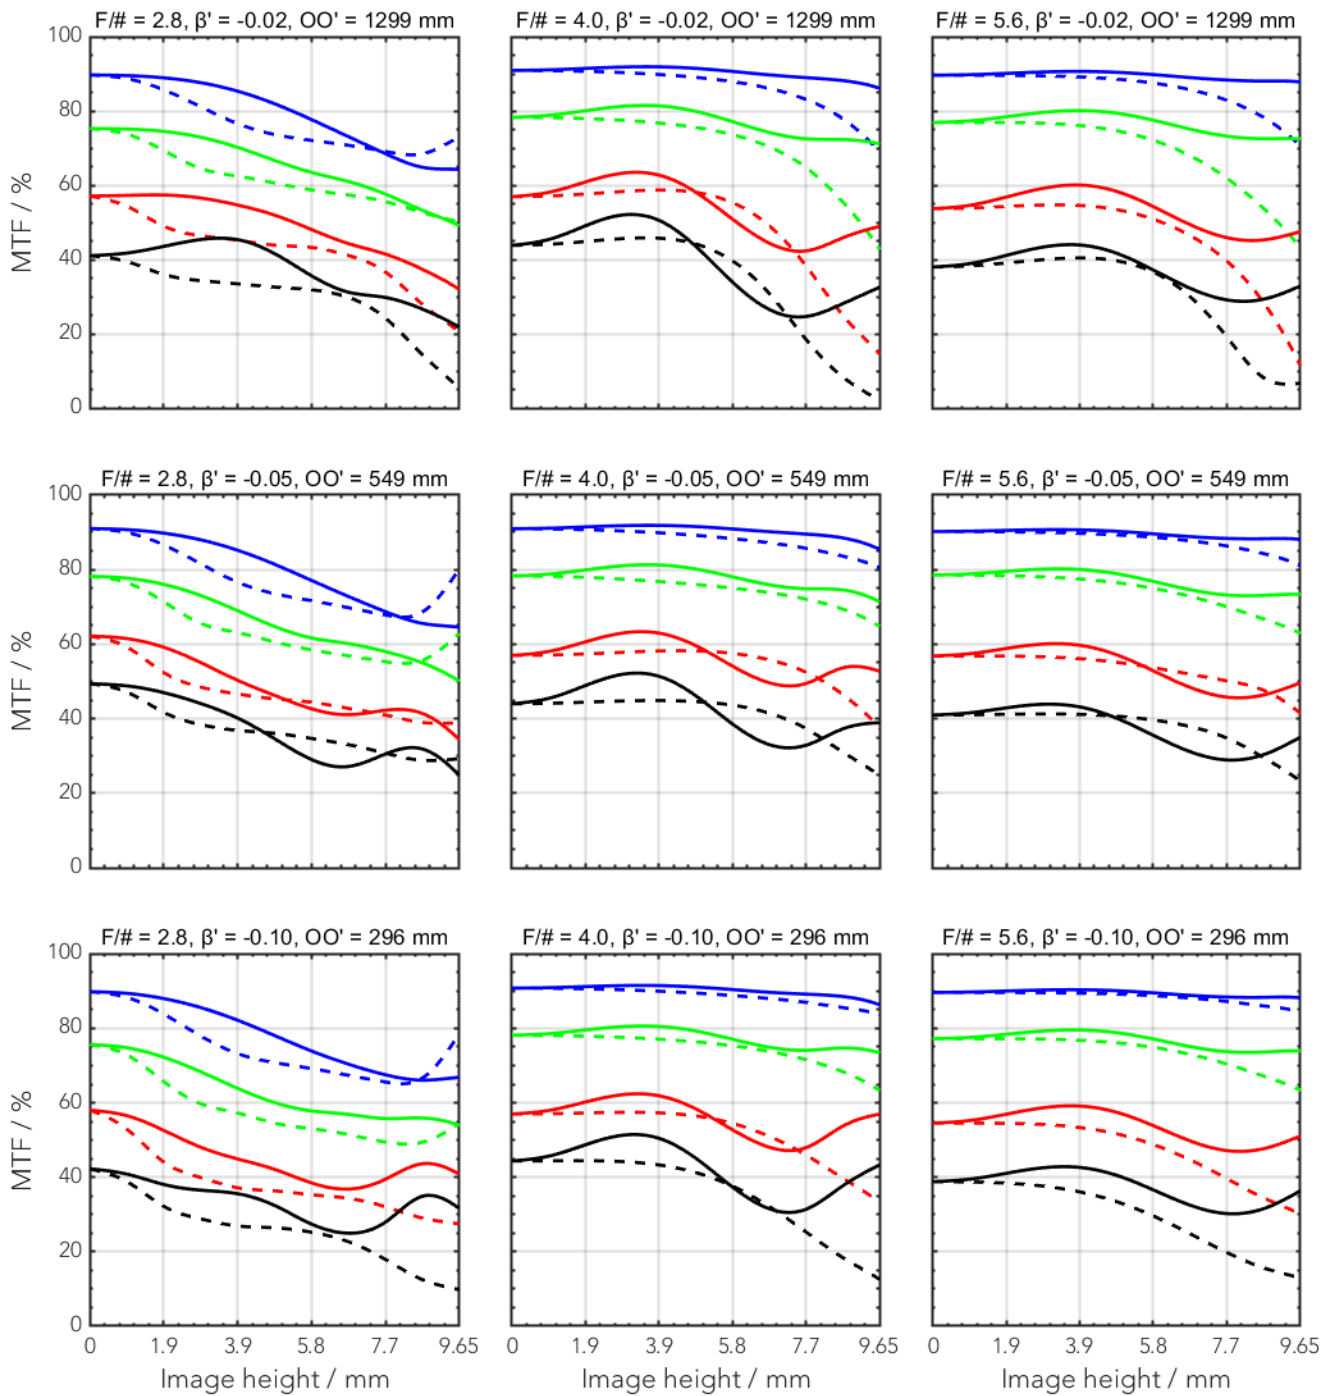 F/# = 2.8, β' = -0.02, OO' = 1299 mm
F/# = 4.0, β' = -0.02, OO' = 1299 mm
F/# = 5.6, β' = -0.02, OO' = 1299 mm
100
80
60
40
20
0
MTF / %
F/# = 2.8, β' = -0.05, OO' = 549 mm
F/# = 4.0, β' = -0.05, OO' = 549 mm
F/# = 5.6, β' = -0.05, OO' = 549 mm
100
80
60
40
20
0
MTF / %
F/# = 2.8, β' = -0.10, OO' = 296 mm
F/# = 4.0, β' = -0.10, OO' = 296 mm
F/# = 5.6, β' = -0.10, OO' = 296 mm
100
80
60
40
20
0
MTF / %
0 1.9 3.9 5.8 7.7 9.65
0 1.9 3.9 5.8 7.7 9.65
0 1.9 3.9 5.8 7.7 9.65
Image height / mm
Image height / mm
Image height / mm